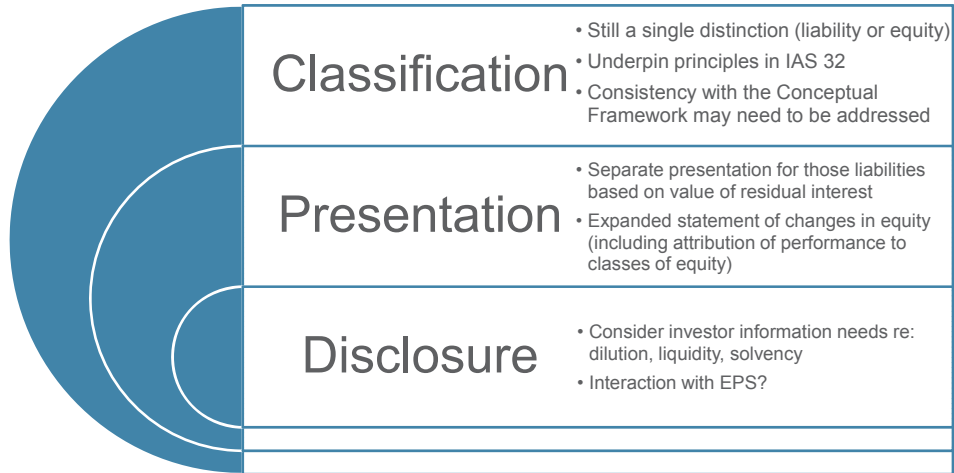 Classification
• Still a single distinction (liability or equity)
• Underpin principles in IAS 32
• Consistency with the Conceptual
Framework may need to be addressed
Presentation
• Separate presentation for those liabilities
based on value of residual interest
• Expanded statement of changes in equity
(including attribution of performance to
classes of equity)
Disclosure
• Consider investor information needs re:
dilution, liquidity, solvency
• Interaction with EPS?